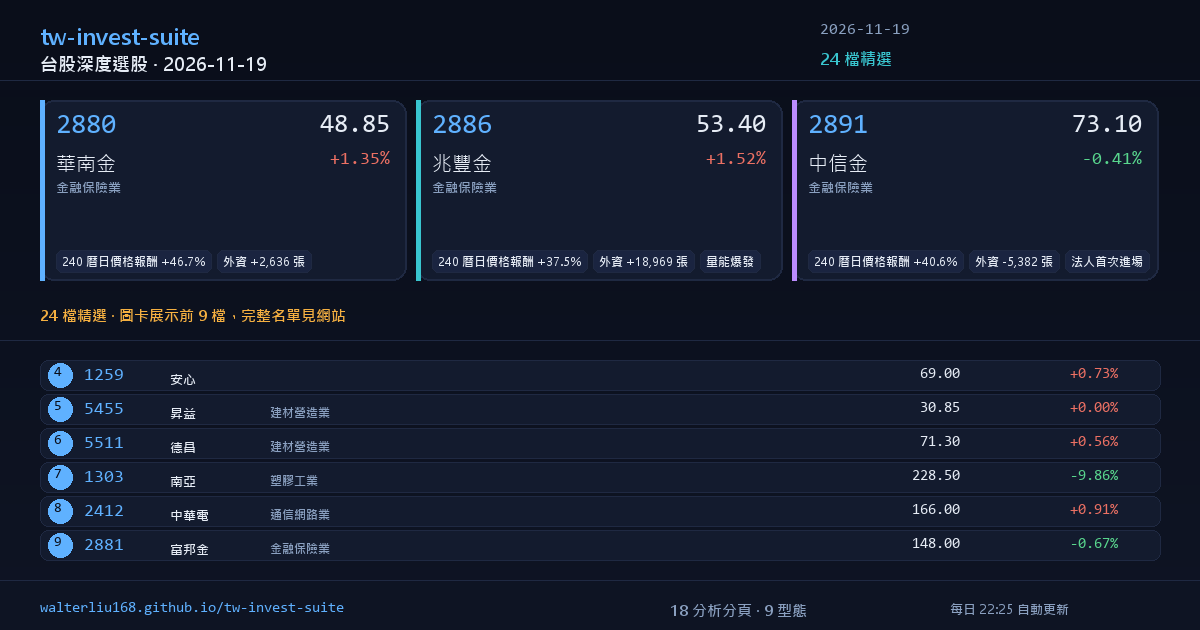 tw-invest-suite
台股深度選股 · 2026-11-19
2026-11-19
24 檔精選
2880 48.85
華南金 +1.35%
金融保險業
240 曆日價格報酬 +46.7% 外資 +2,636 張
2886 53.40
兆豐金 +1.52%
金融保險業
240 曆日價格報酬 +37.5% 外資 +18,969 張 量能爆發
2891 73.10
中信金 -0.41%
金融保險業
240 曆日價格報酬 +40.6% 外資 -5,382 張 法人首次進場
24 檔精選 · 圖卡展示前 9 檔，完整名單見網站
4 1259 安心 69.00 +0.73%
5 5455 昇益 建材營造業 30.85 +0.00%
6 5511 德昌 建材營造業 71.30 +0.56%
7 1303 南亞 塑膠工業 228.50 -9.86%
8 2412 中華電 通信網路業 166.00 +0.91%
9 2881 富邦金 金融保險業 148.00 -0.67%
walterliu168.github.io/tw-invest-suite
18 分析分頁 · 9 型態
每日 22:25 自動更新